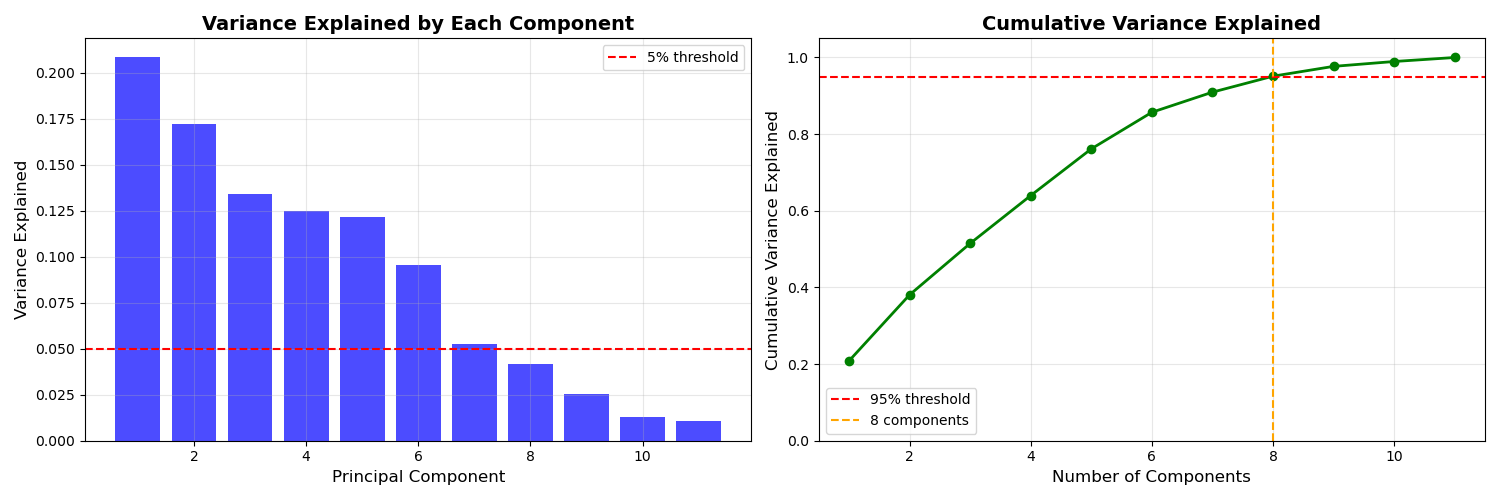 Variance Explained by Each Component
Variance Explained
0.200
0.175
0.150
0.125
0.100
0.075
0.050
0.025
0.000
5% threshold
2 4 6 8 10
Principal Component
Cumulative Variance Explained
Cumulative Variance Explained
1.0
0.8
0.6
0.4
0.2
0.0
95% threshold
8 components
2 4 6 8 10
Number of Components